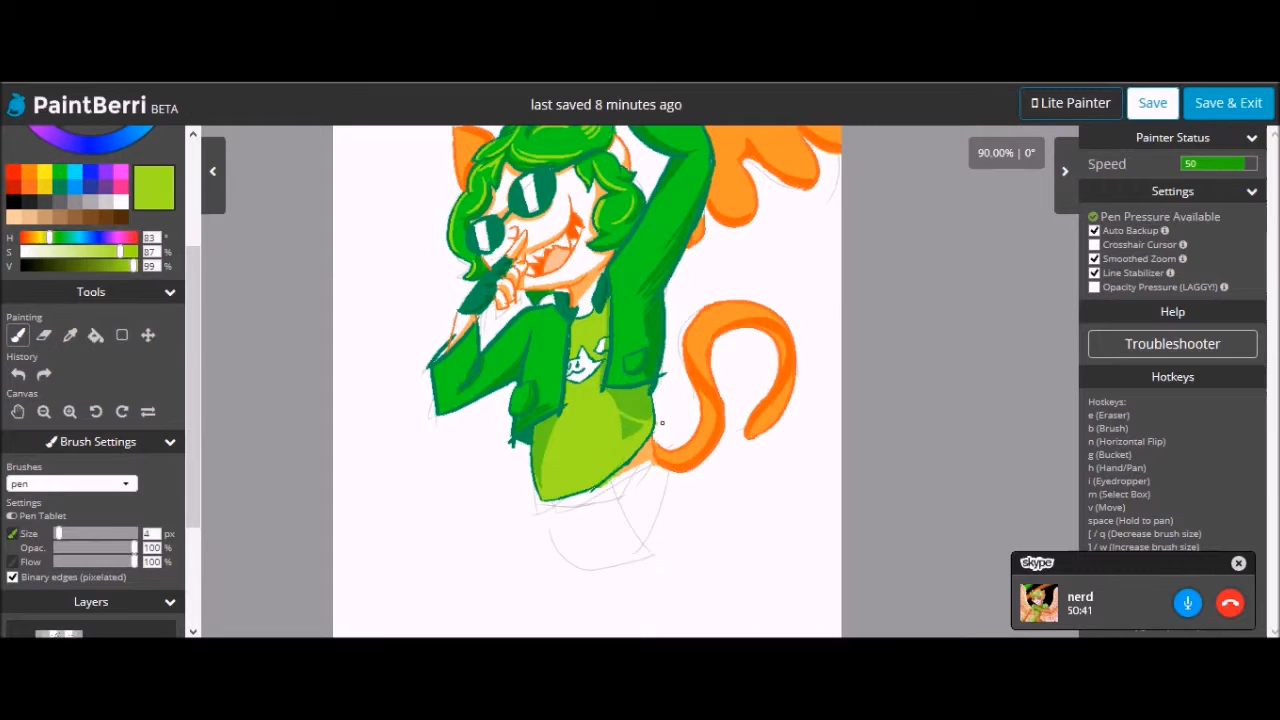 PaintBerri BETA
last saved 8 minutes ago
Lite Painter
Save
Save & Exit
90.00% | 0°
H 83 °
S 87 %
V 99 %
Tools
Painting
History
Canvas
Brush Settings
Brushes
pen
Settings
Pen Tablet
Size 4 px
Opac. 100 %
Flow 100 %
Binary edges (pixelated)
Layers
Painter Status
Speed 50
Settings
Pen Pressure Available
Auto Backup
Crosshair Cursor
Smoothed Zoom
Line Stabilizer
Opacity Pressure (LAGGY!)
Help
Troubleshooter
Hotkeys
Hotkeys:
e (Eraser)
b (Brush)
n (Horizontal Flip)
g (Bucket)
h (Hand/Pan)
i (Eyedropper)
m (Select Box)
v (Move)
space (Hold to pan)
[ / q (Decrease brush size)
] / w (Increase brush size)
skype
nerd
50:41